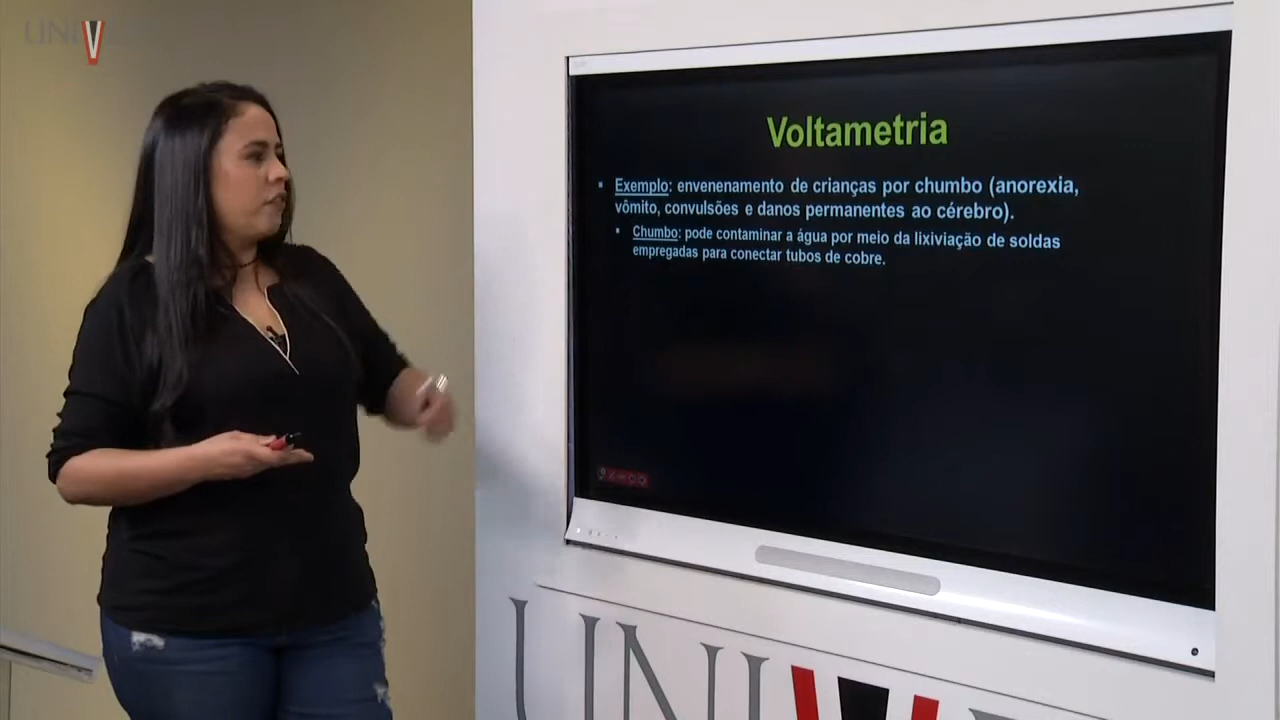 Voltametria
Exemplo: envenenamento de crianças por chumbo (anorexia,
vômito, convulsões e danos permanentes ao cérebro).
Chumbo: pode contaminar a água por meio da lixiviação de soldas
empregadas para conectar tubos de cobre.
UNIV